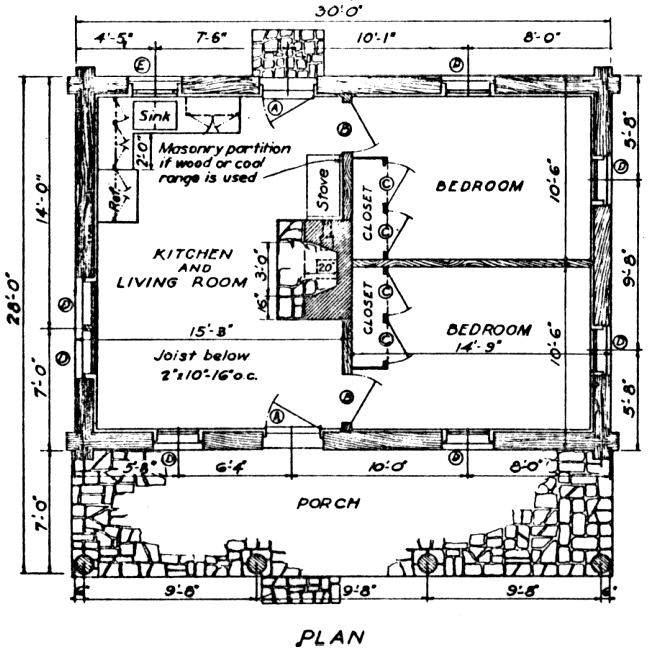 30'-0"
4'-5"
7'-6"
10'-1"
8'-0"
E
D
A
Sink
B
Masonry partition
if wood or coal
range is used
2'-0"
Ref.
Stove
CLOSET
C
C
BEDROOM
10'-6"
5'-8"
D
14'-0"
28'-0"
KITCHEN
AND
LIVING ROOM
3'-0"
20"
16"
9'-8"
D
D
15'-3"
Joist below
2"x10"-16"o.c.
CLOSET
C
C
BEDROOM
14'-9"
10'-6"
D
5'-8"
7'-0"
A
B
5'-8"
D
6'-4"
10'-0"
D
8'-0"
PORCH
7'-0"
6"
9'-8"
9'-8"
9'-8"
6"
PLAN